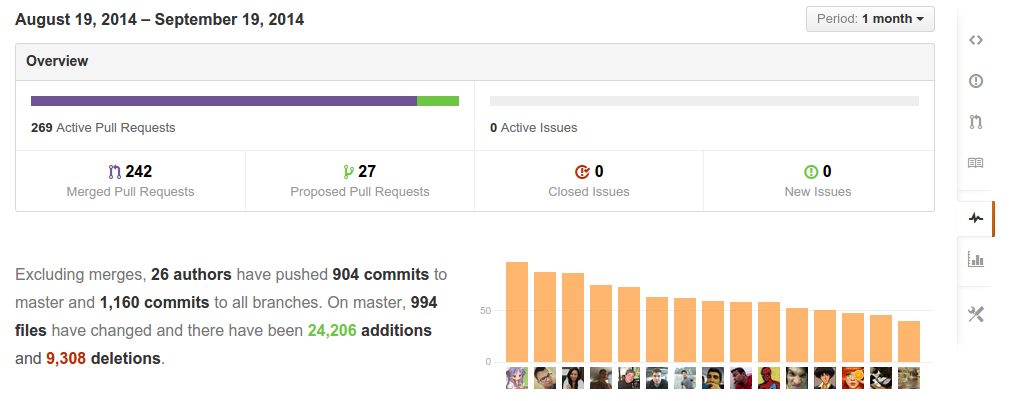 August 19, 2014 – September 19, 2014
Period: 1 month
Overview
269 Active Pull Requests
0 Active Issues
242
Merged Pull Requests
27
Proposed Pull Requests
0
Closed Issues
0
New Issues
Excluding merges, 26 authors have pushed 904 commits to
master and 1,160 commits to all branches. On master, 994
files have changed and there have been 24,206 additions
and 9,308 deletions.
50
0